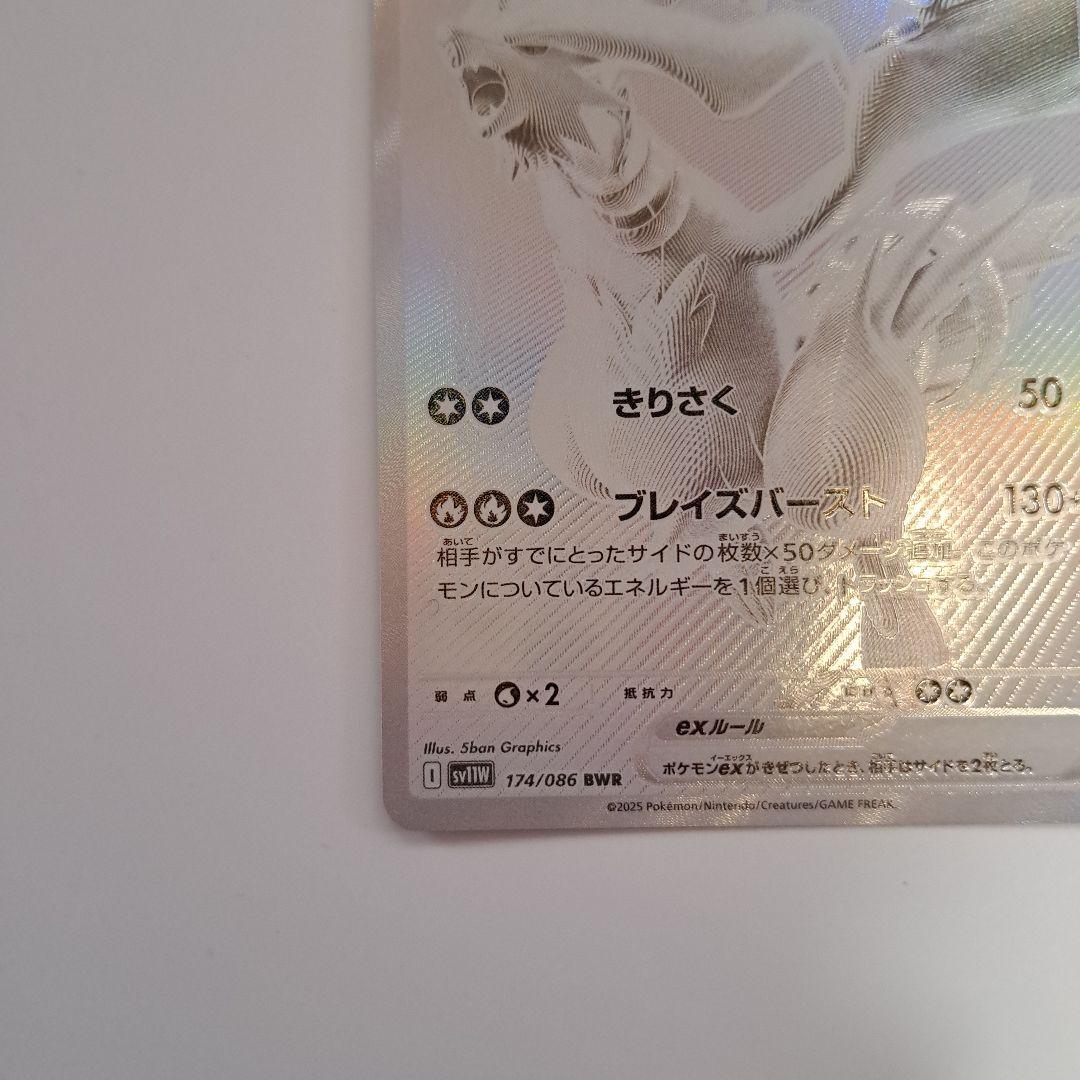 きりさく 50
ブレイズバースト 130+
相手がすでにとったサイドの枚数×50ダメージ追加。このポケ
モンについているエネルギーを1個選び、トラッシュする。
弱点 ×2 抵抗力 にげる
exルール
Illus. 5ban Graphics
ポケモンexがきぜつしたとき、相手はサイドを2枚とる。
I sv11W 174/086 BWR
©2025 Pokémon/Nintendo/Creatures/GAME FREAK